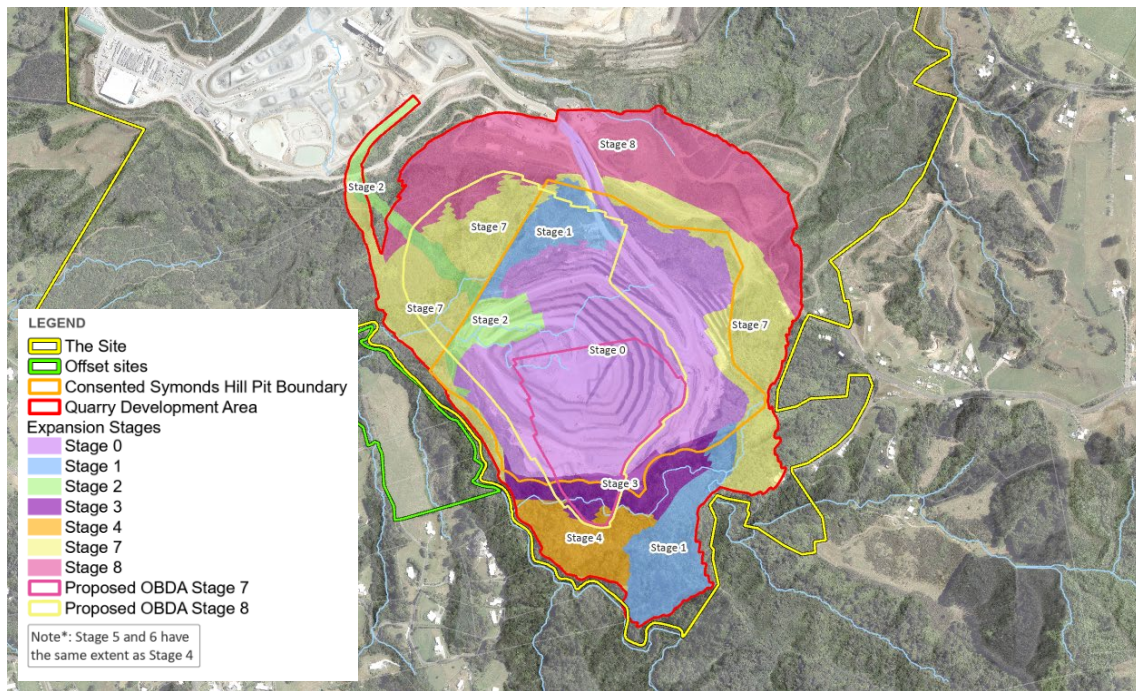 Stage 8
Stage 2
Stage 7
Stage 1
Stage 7
Stage 2
Stage 7
Stage 0
Stage 3
Stage 4
Stage 1
LEGEND
The Site
Offset sites
Consented Symonds Hill Pit Boundary
Quarry Development Area
Expansion Stages
Stage 0
Stage 1
Stage 2
Stage 3
Stage 4
Stage 7
Stage 8
Proposed OBDA Stage 7
Proposed OBDA Stage 8
Note*: Stage 5 and 6 have
the same extent as Stage 4